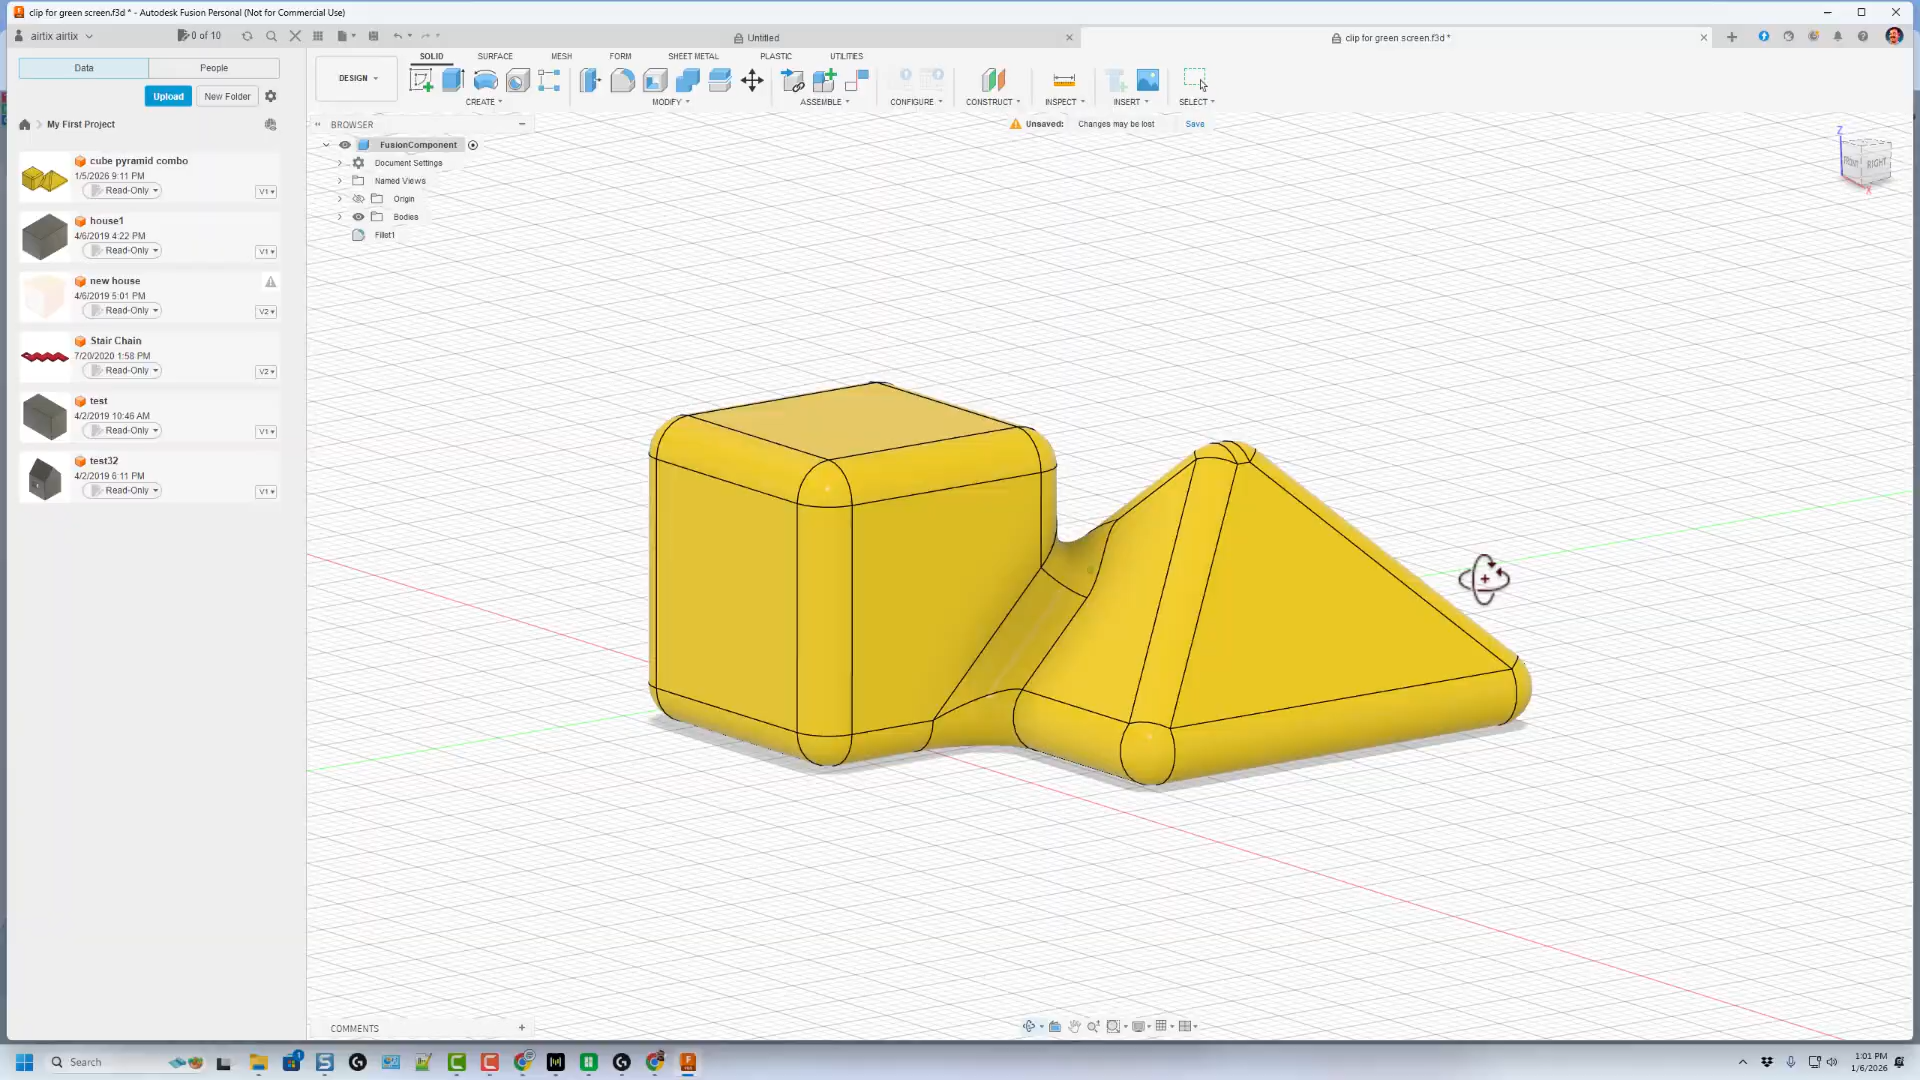 clip for green screen.f3d * - Autodesk Fusion Personal (Not for Commercial Use)
airtix airtix
0 of 10
Untitled
clip for green screen.f3d *
Data
People
SOLID
SURFACE
MESH
FORM
SHEET METAL
PLASTIC
UTILITIES
DESIGN
Upload
New Folder
CREATE
MODIFY
ASSEMBLE
CONFIGURE
CONSTRUCT
INSPECT
INSERT
SELECT
My First Project
BROWSER
Unsaved:
Changes may be lost
Save
FusionComponent
Document Settings
Named Views
Origin
Bodies
Fillet1
cube pyramid combo
1/5/2026 9:11 PM
Read-Only
V1
house1
4/6/2019 4:22 PM
Read-Only
V1
new house
4/6/2019 5:01 PM
Read-Only
V2
Stair Chain
7/20/2020 1:58 PM
Read-Only
V2
test
4/2/2019 10:46 AM
Read-Only
V1
test32
4/2/2019 6:11 PM
Read-Only
V1
Z
FRONT
RIGHT
X
COMMENTS
Search
1:01 PM
1/6/2026